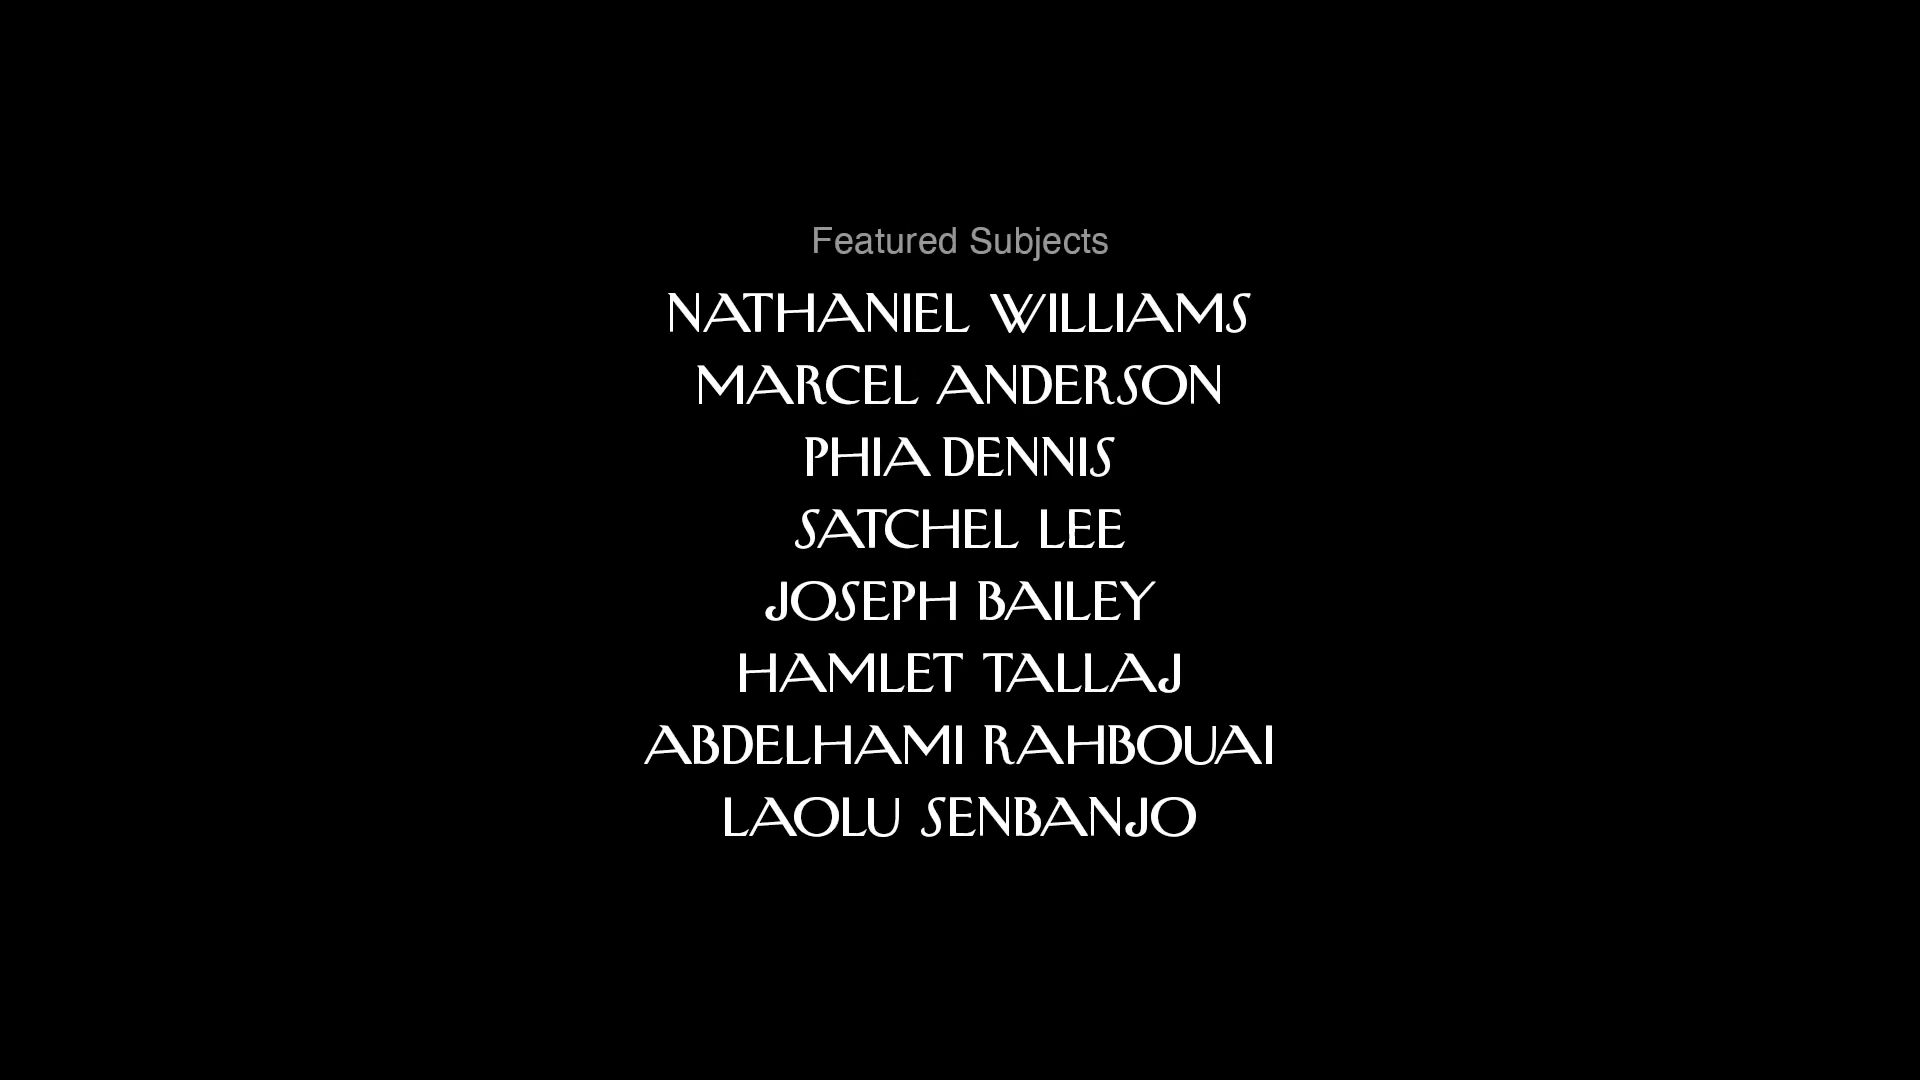 Featured Subjects
NATHANIEL WILLIAMS
MARCEL ANDERSON
PHIA DENNIS
SATCHEL LEE
JOSEPH BAILEY
HAMLET TALLAJ
ABDELHAMI RAHBOUAI
LAOLU SENBANJO